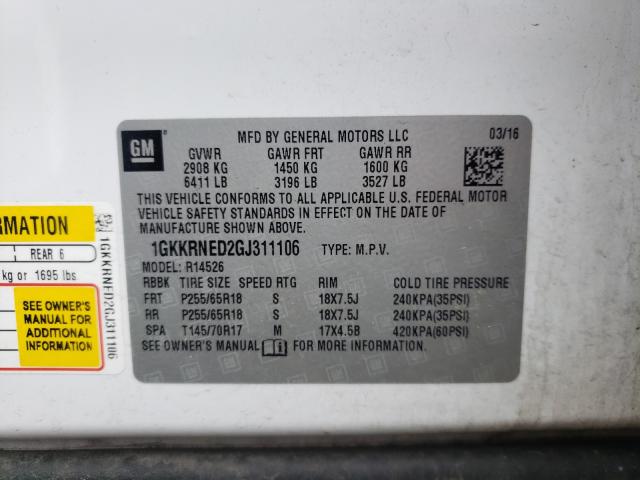 GM
MFD BY GENERAL MOTORS LLC 03/16
GVWR GAWR FRT GAWR RR
2908 KG 1450 KG 1600 KG
6411 LB 3196 LB 3527 LB
THIS VEHICLE CONFORMS TO ALL APPLICABLE U.S. FEDERAL MOTOR
VEHICLE SAFETY STANDARDS IN EFFECT ON THE DATE OF
MANUFACTURE SHOWN ABOVE.
1GKKRNED2GJ311106 TYPE: M.P.V.
MODEL: R14526
RBBK TIRE SIZE SPEED RTG RIM COLD TIRE PRESSURE
FRT P255/65R18 S 18X7.5J 240KPA(35PSI)
RR P255/65R18 S 18X7.5J 240KPA(35PSI)
SPA T145/70R17 M 17X4.5B 420KPA(60PSI)
SEE OWNER'S MANUAL FOR MORE INFORMATION.
REAR 6
kg or 1695 lbs
SEE OWNER'S
MANUAL FOR
ADDITIONAL
INFORMATION
1GKKRNED2GJ311106